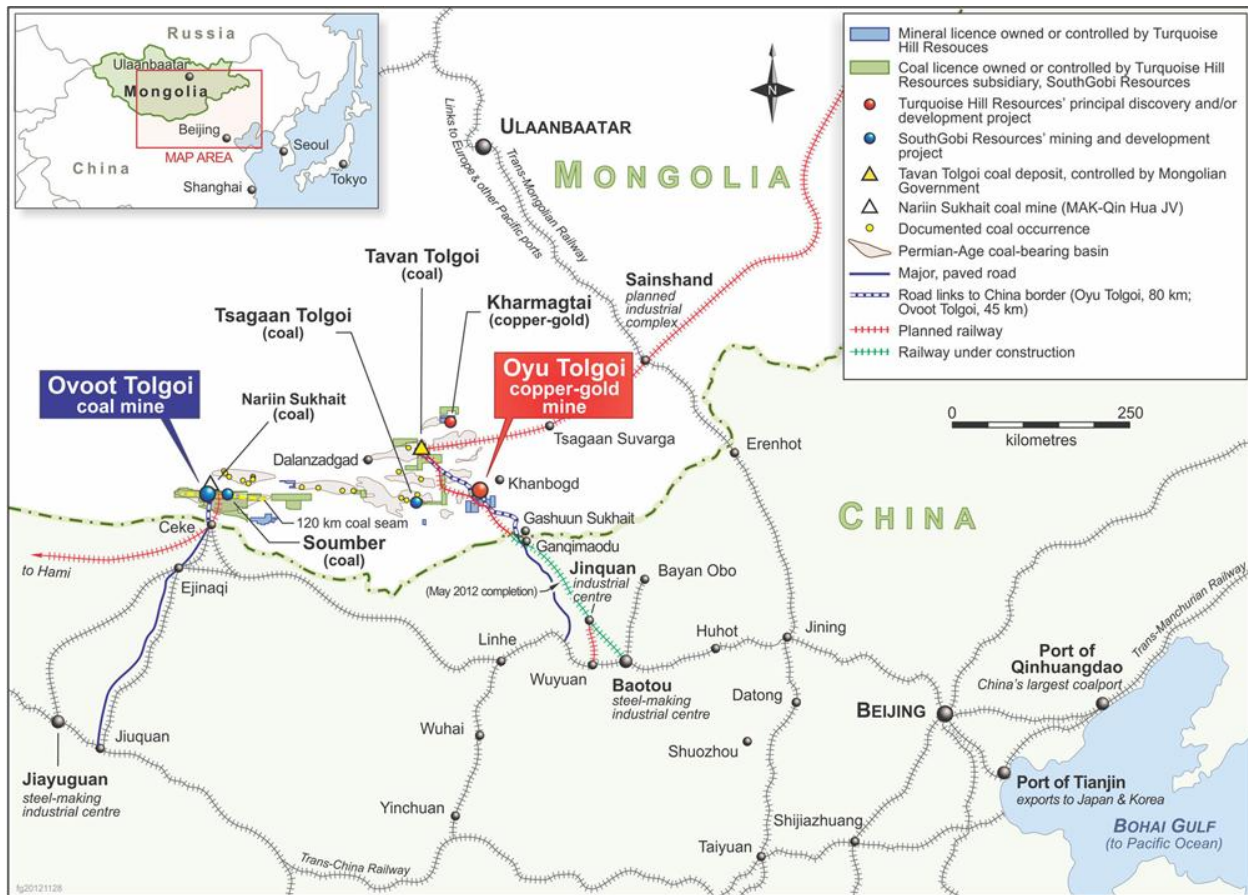 Russia
Ulaanbaatar
Mongolia
Beijing
MAP AREA
Seoul
China
Shanghai
Tokyo
Mineral licence owned or controlled by Turquoise
Hill Resouces
Coal licence owned or controlled by Turquoise Hill
Resources subsidiary, SouthGobi Resources
Turquoise Hill Resources' principal discovery and/or
development project
SouthGobi Resources' mining and development
project
Tavan Tolgoi coal deposit, controlled by Mongolian
Government
Nariin Sukhait coal mine (MAK-Qin Hua JV)
Documented coal occurrence
Permian-Age coal-bearing basin
Major, paved road
Road links to China border (Oyu Tolgoi, 80 km;
Ovoot Tolgoi, 45 km)
Planned railway
Railway under construction
N
ULAANBAATAR
MONGOLIA
Links to Europe & other Pacific ports
Trans-Mongolian Railway
Tavan Tolgoi
(coal)
Sainshand
planned
industrial
complex
Kharmagtai
(copper-gold)
Tsagaan Tolgoi
(coal)
Oyu Tolgoi
copper-gold
mine
Ovoot Tolgoi
coal mine
Nariin Sukhait
(coal)
0 250
kilometres
Tsagaan Suvarga
Erenhot
Dalanzadgad
Khanbogd
CHINA
120 km coal seam
Ceke
Soumber
(coal)
Gashuun Sukhait
Ganqimaodu
to Hami
Ejinaqi
Jinquan
industrial
centre
Bayan Obo
(May 2012 completion)
Linhe
Huhot
Jining
Trans-Manchurian Railway
Wuyuan
Baotou
steel-making
industrial centre
Port of
Qinhuangdao
China's largest coalport
Datong
BEIJING
Wuhai
Shuozhou
Jiuquan
Jiayuguan
steel-making
industrial centre
Port of Tianjin
exports to Japan & Korea
Yinchuan
Shijiazhuang
BOHAI GULF
(to Pacific Ocean)
Taiyuan
Trans-China Railway
fg20121128